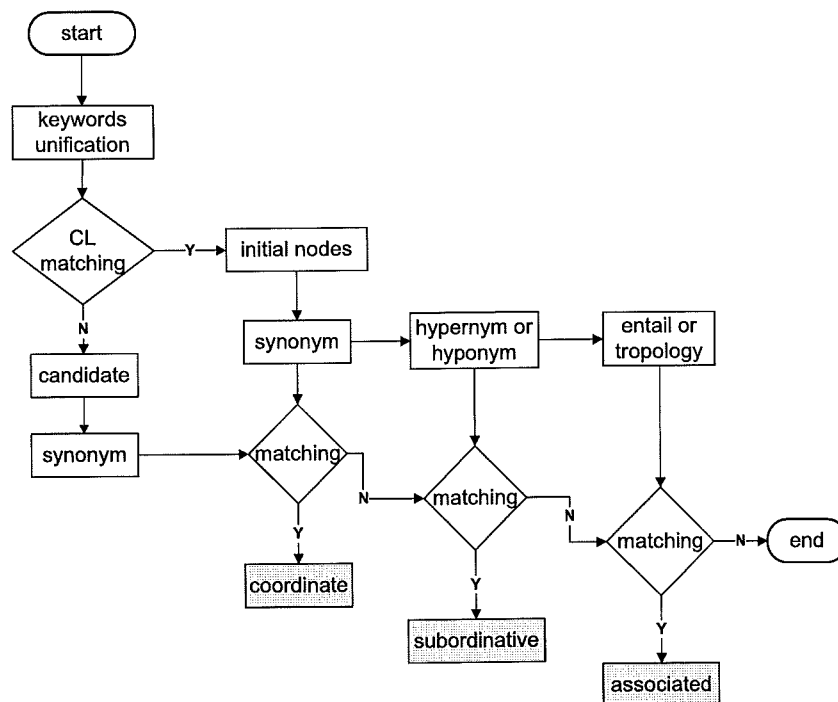 start
keywords
unification
CL
matching
Y
initial nodes
N
synonym
hypernym or
hyponym
entail or
tropology
candidate
synonym
matching
N
matching
N
matching
N
end
Y
coordinate
Y
subordinative
Y
associated